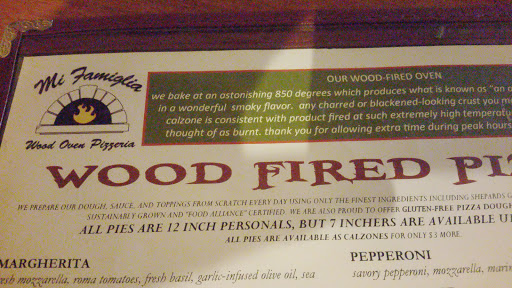 Mi Famiglia
Wood Oven Pizzeria
OUR WOOD-FIRED OVEN
we bake at an astonishing 850 degrees which produces what is known as "an
in a wonderful smoky flavor. any charred or blackened-looking crust you
calzone is consistent with product fired at such extremely high
thought of as burnt. thank you for allowing extra time during peak hours
WOOD FIRED
WE PREPARE OUR DOUGH, SAUCE, AND TOPPINGS FROM SCRATCH EVERY DAY USING ONLY THE FINEST INGREDIENTS INCLUDING SHEPARDS
SUSTAINABLY GROWN AND "FOOD ALLIANCE" CERTIFIED. WE ARE ALSO PROUD TO OFFER GLUTEN-FREE PIZZA DOUGH
ALL PIES ARE 12 INCH PERSONALS, BUT 7 INCHERS ARE AVAILABLE
ALL PIES ARE AVAILABLE AS CALZONES FOR ONLY $3 MORE.
MARGHERITA
fresh mozzarella, roma tomatoes, fresh basil, garlic-infused olive oil, sea
PEPPERONI
savory pepperoni, mozzarella,